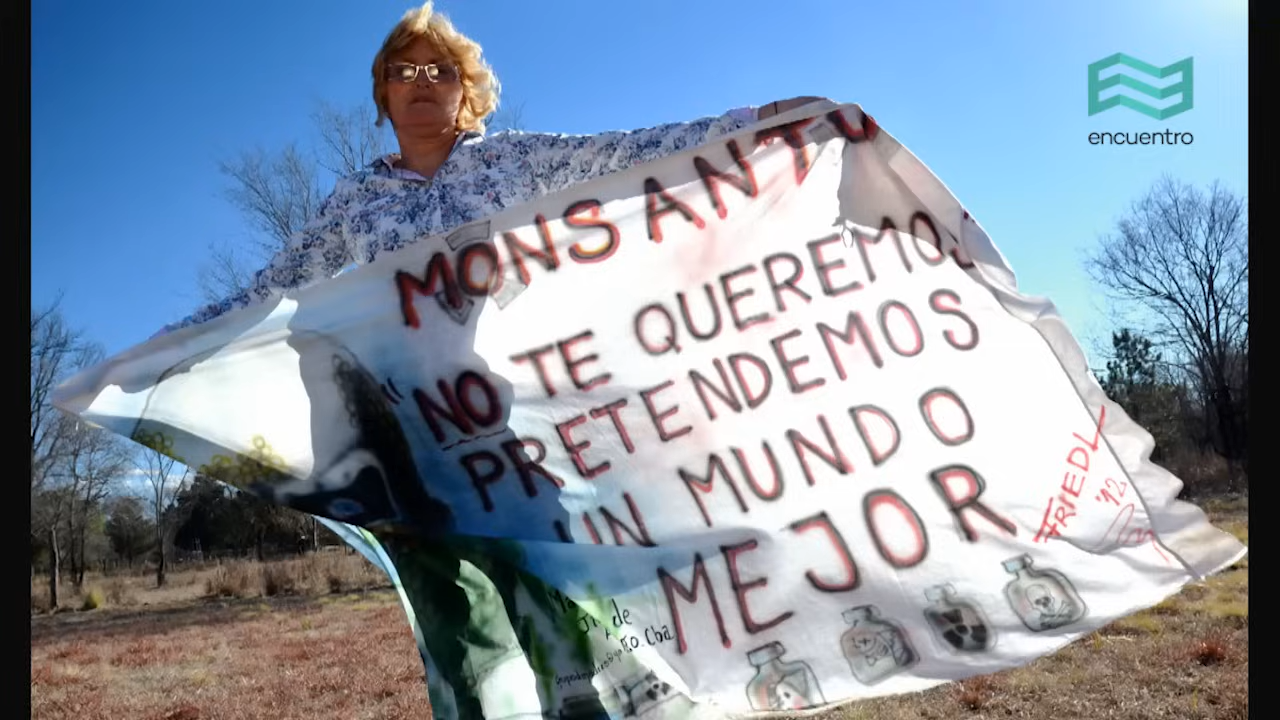 encuentro
MONSANTO
"NO TE QUEREMOS
PRETENDEMOS
UN MUNDO
MEJOR
FRIEDL
'12